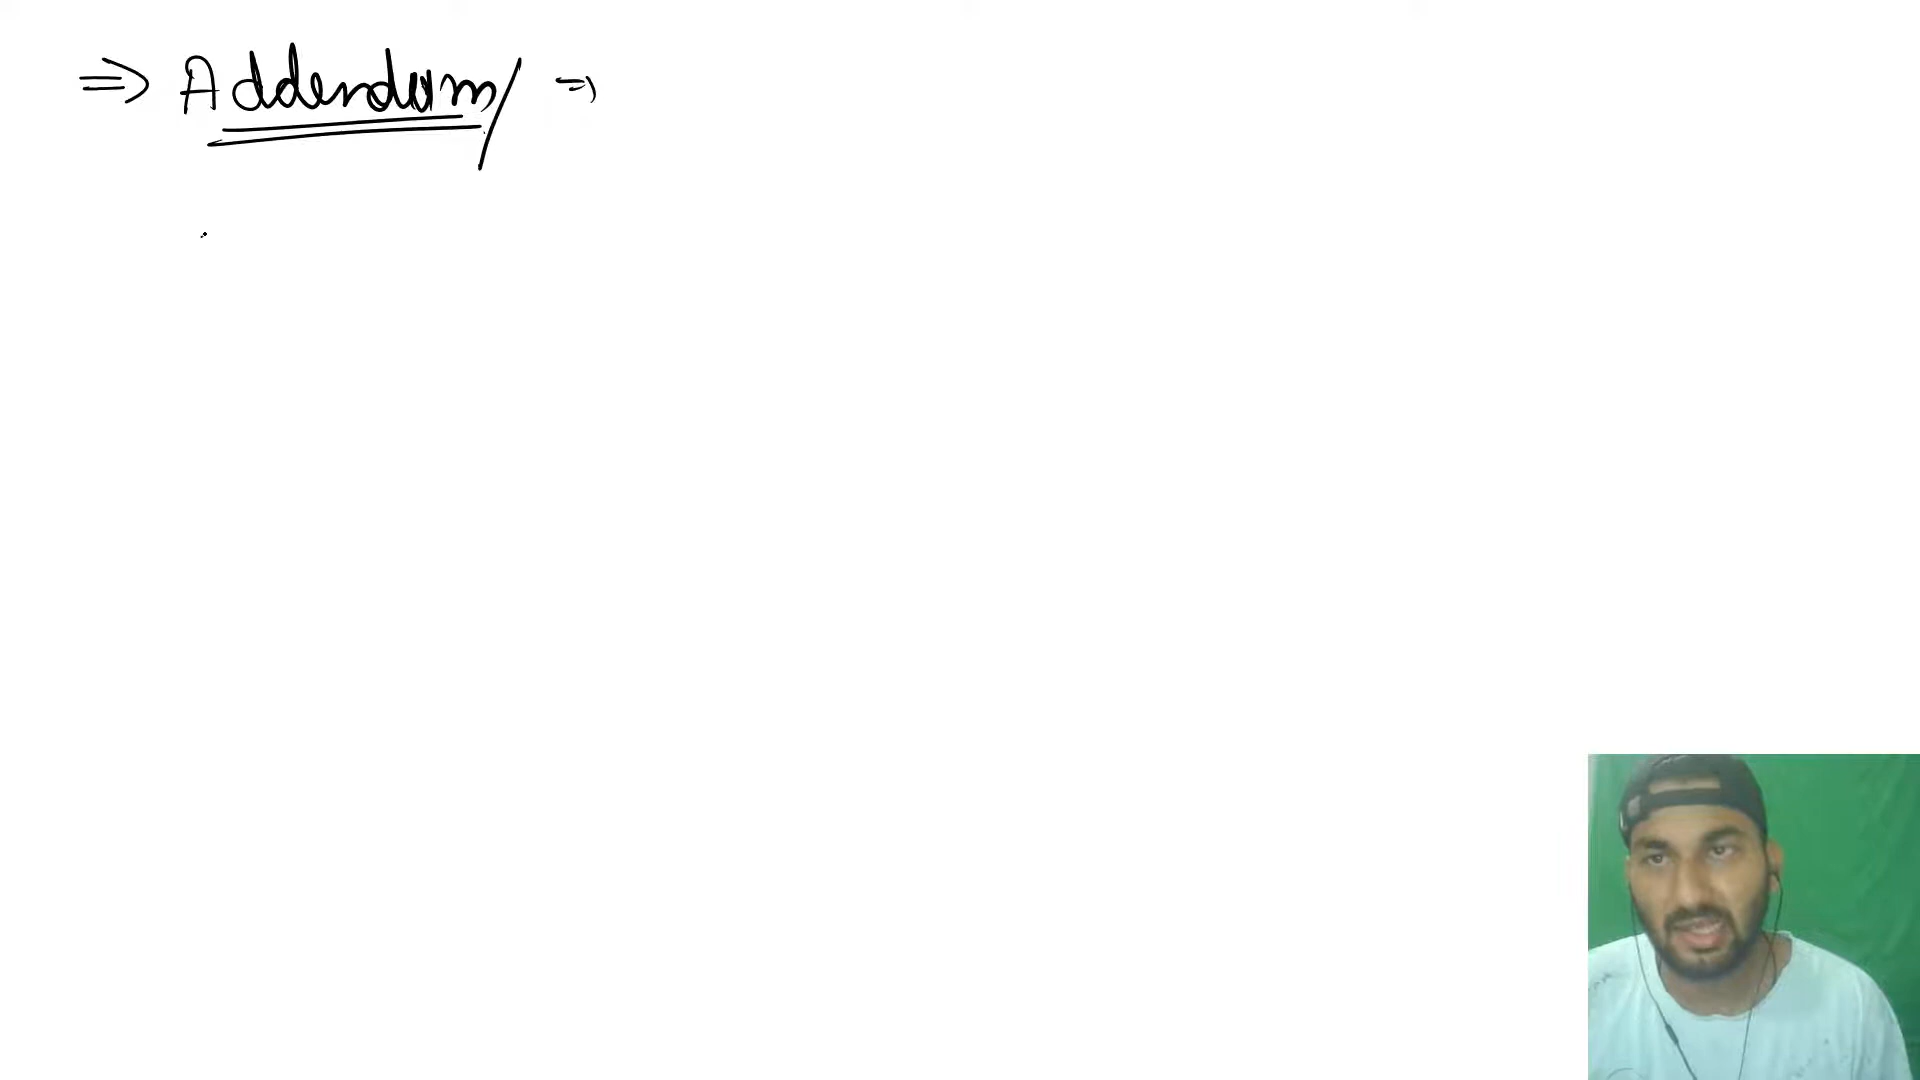 ⇒ Addendum/ ⇒